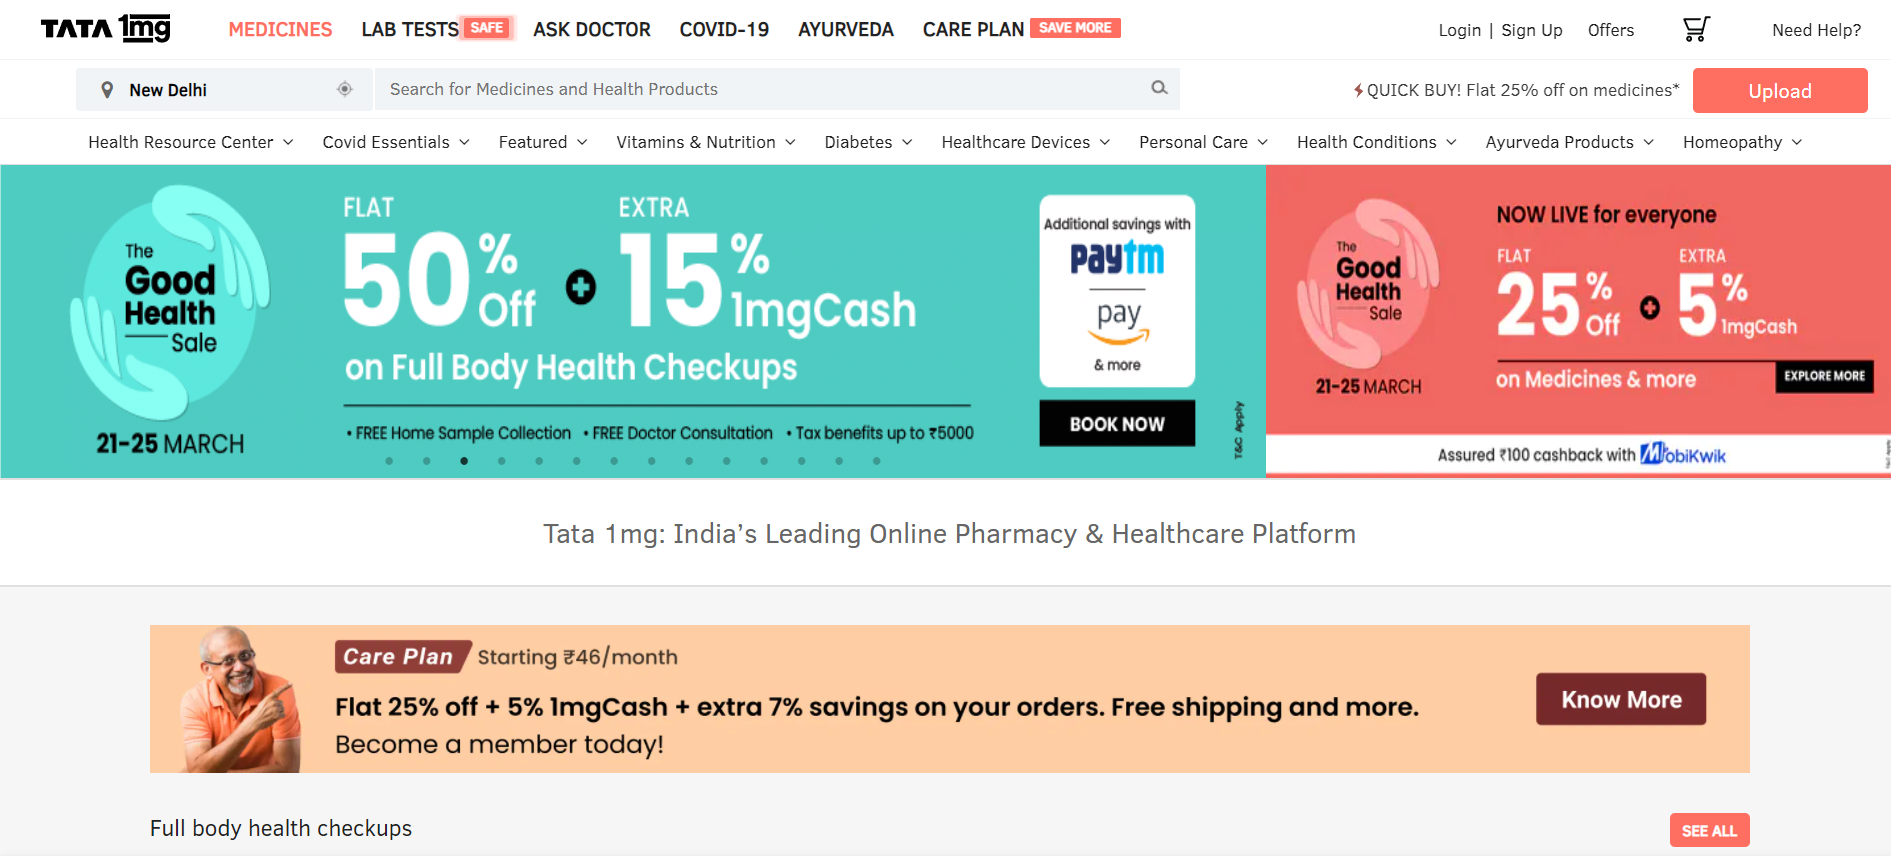 TATA 1mg MEDICINES LAB TESTS SAFE ASK DOCTOR COVID-19 AYURVEDA CARE PLAN SAVE MORE Login | Sign Up Offers Need Help?
New Delhi Search for Medicines and Health Products QUICK BUY! Flat 25% off on medicines* Upload
Health Resource Center Covid Essentials Featured Vitamins & Nutrition Diabetes Healthcare Devices Personal Care Health Conditions Ayurveda Products Homeopathy
The
Good
Health
Sale
21-25 MARCH
FLAT EXTRA
50% Off + 15% 1mgCash
on Full Body Health Checkups
• FREE Home Sample Collection • FREE Doctor Consultation • Tax benefits up to ₹5000
Additional savings with
paytm
pay
& more
BOOK NOW
T&C Apply
The
Good
Health
Sale
21-25 MARCH
NOW LIVE for everyone
FLAT EXTRA
25% Off + 5% 1mgCash
on Medicines & more
EXPLORE MORE
Assured ₹100 cashback with MobiKwik
T&C Apply
Tata 1mg: India’s Leading Online Pharmacy & Healthcare Platform
Care Plan Starting ₹46/month
Flat 25% off + 5% 1mgCash + extra 7% savings on your orders. Free shipping and more.
Become a member today!
Know More
Full body health checkups
SEE ALL